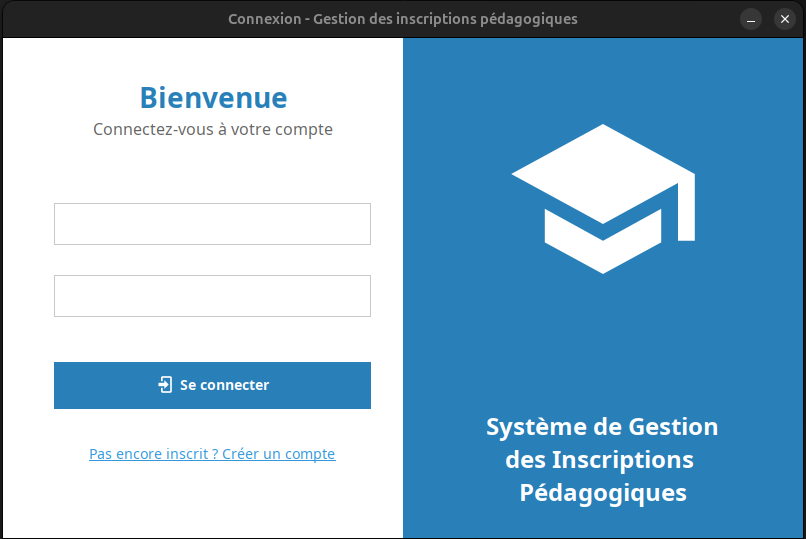 Connexion - Gestion des inscriptions pédagogiques
Bienvenue
Connectez-vous à votre compte
Se connecter
Pas encore inscrit ? Créer un compte
Système de Gestion
des Inscriptions
Pédagogiques